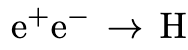 e⁺e⁻ → H